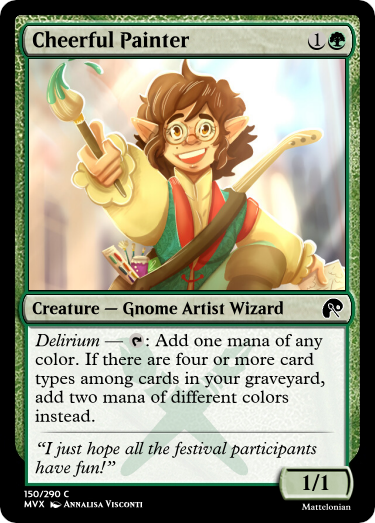 Cheerful Painter 1
Creature — Gnome Artist Wizard
Delirium — : Add one mana of any
color. If there are four or more card
types among cards in your graveyard,
add two mana of different colors
instead.
“I just hope all the festival participants
have fun!”
1/1
150/290 C
MVX Annalisa Visconti
Mattelonian